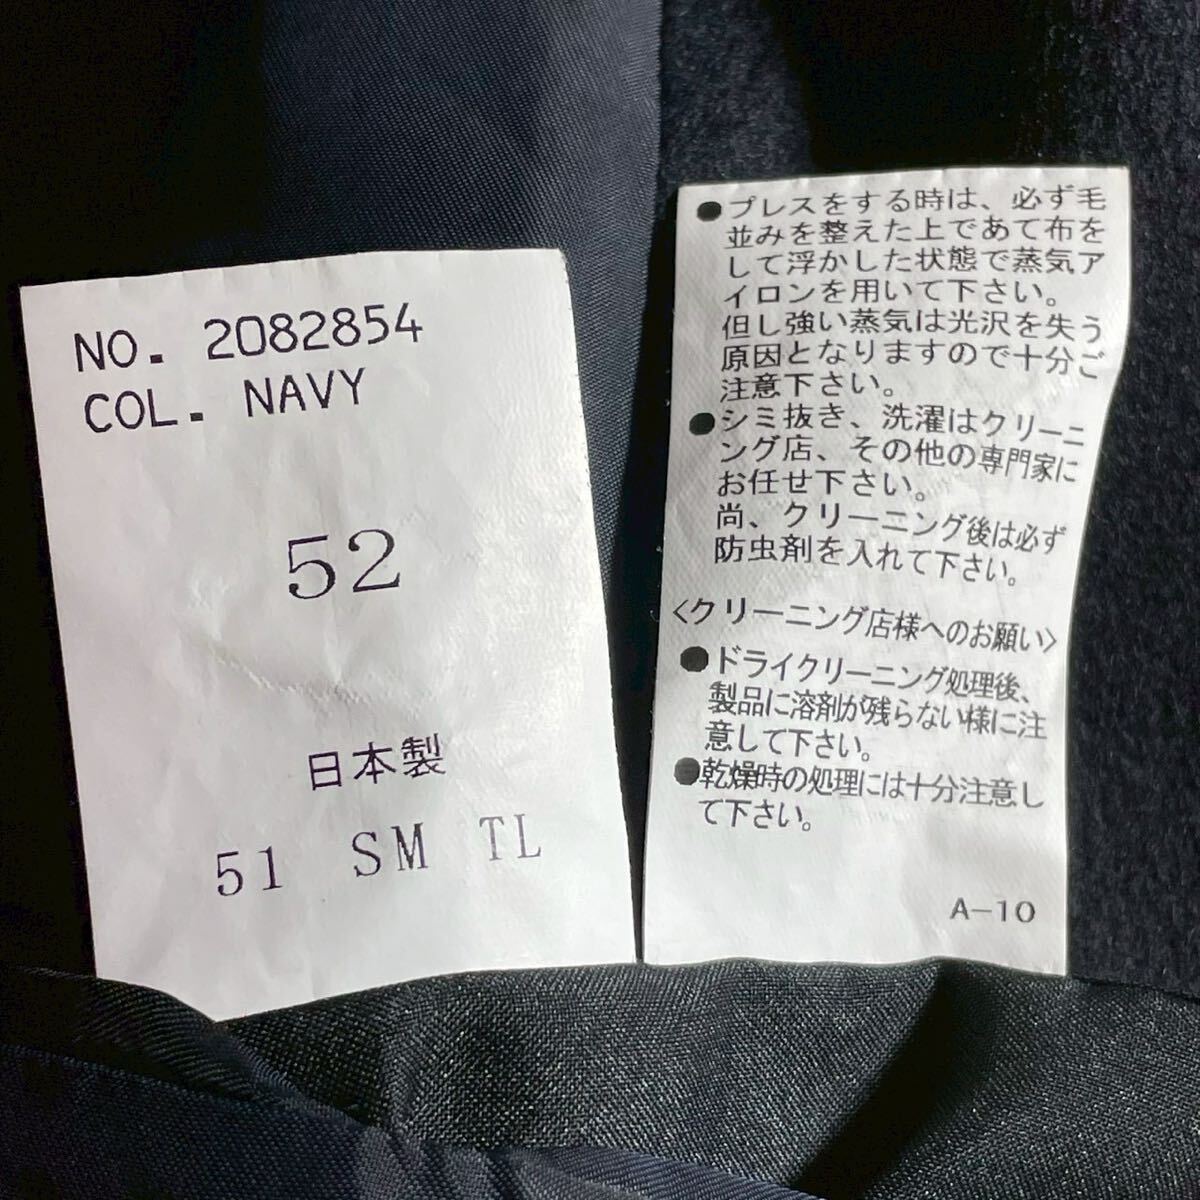 NO. 2082854
COL. NAVY
52
日本製
51 SM TL
●プレスをする時は、必ず毛
並みを整えた上であて布を
して浮かした状態で蒸気ア
イロンを用いて下さい。
但し強い蒸気は光沢を失う
原因となりますので十分ご
注意下さい。
●シミ抜き、洗濯はクリーニ
ング店、その他の専門家に
お任せ下さい。
尚、クリーニング後は必ず
防虫剤を入れて下さい。
<クリーニング店様へのお願い>
●ドライクリーニング処理後、
製品に溶剤が残らない様に注
意して下さい。
●乾燥時の処理には十分注意し
て下さい。
A-10